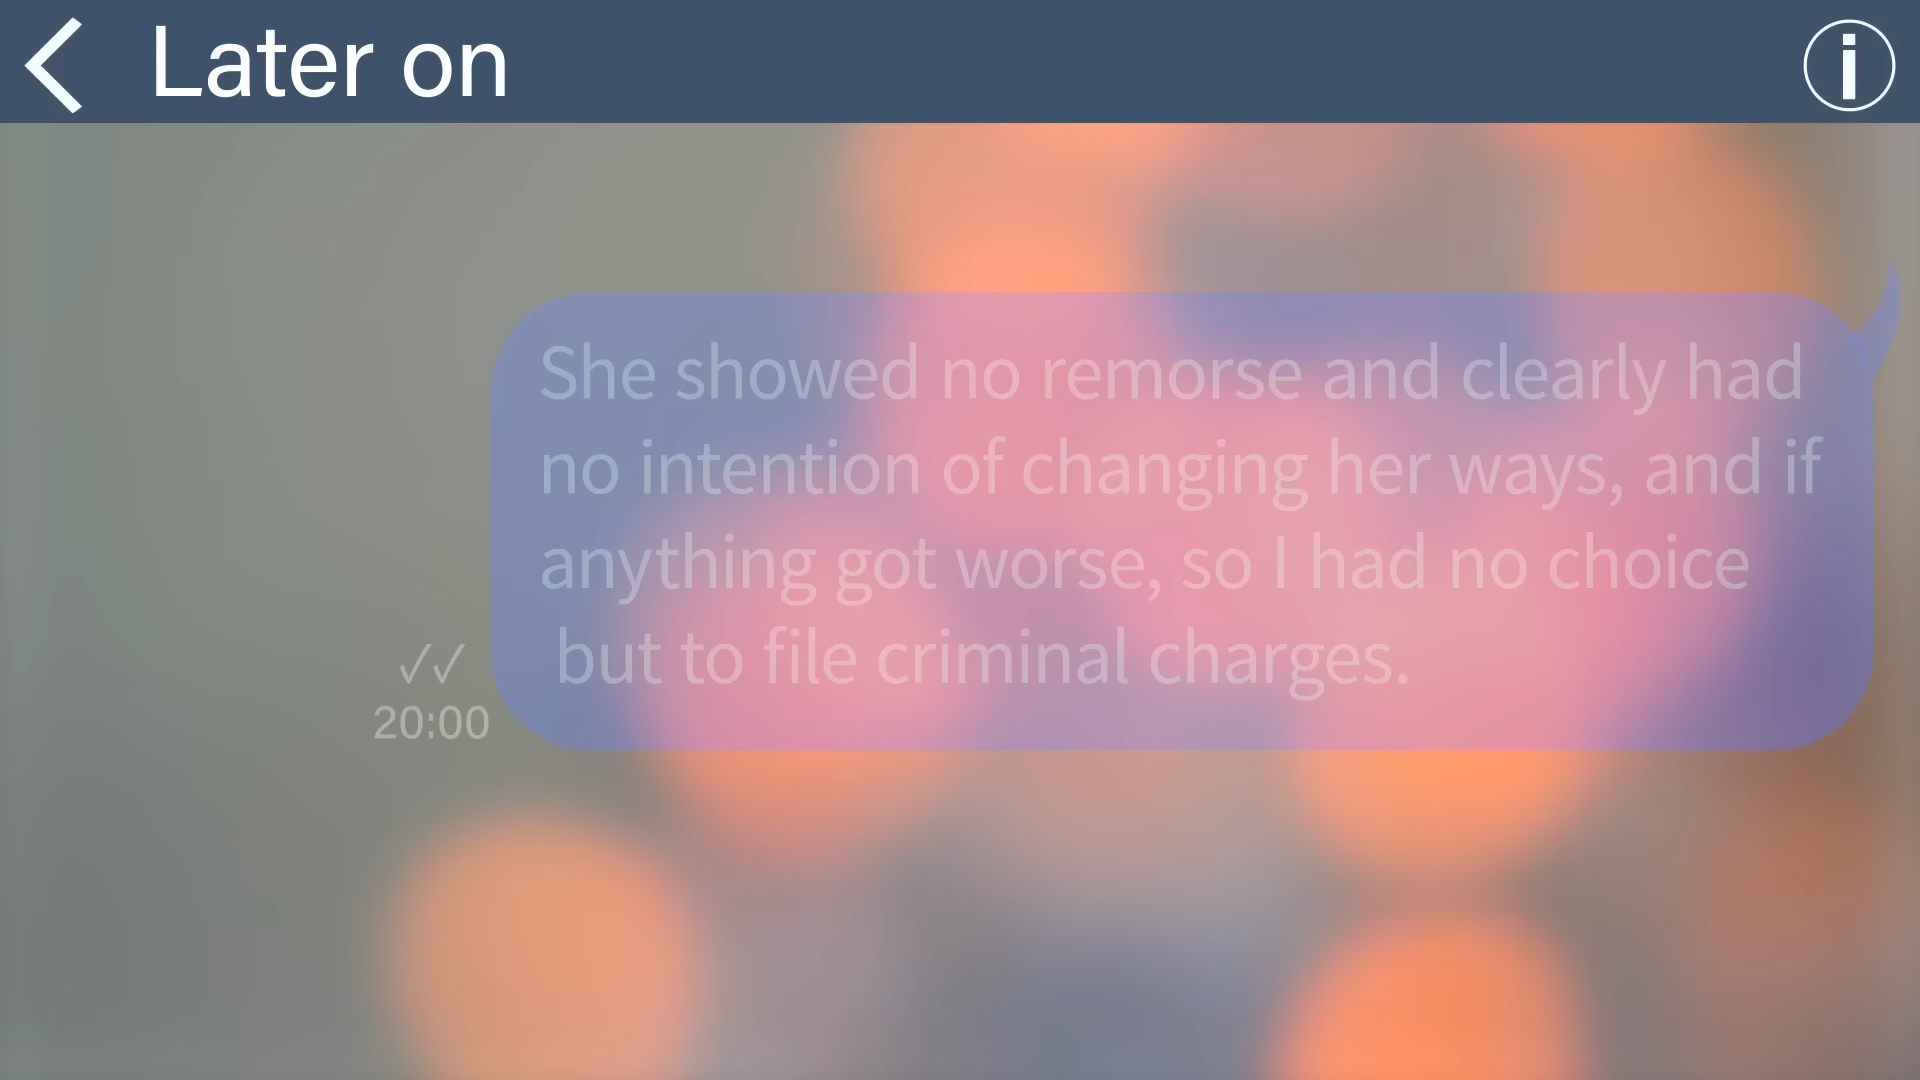 Later on
She showed no remorse and clearly had
no intention of changing her ways, and if
anything got worse, so I had no choice
but to file criminal charges.
✓✓
20:00